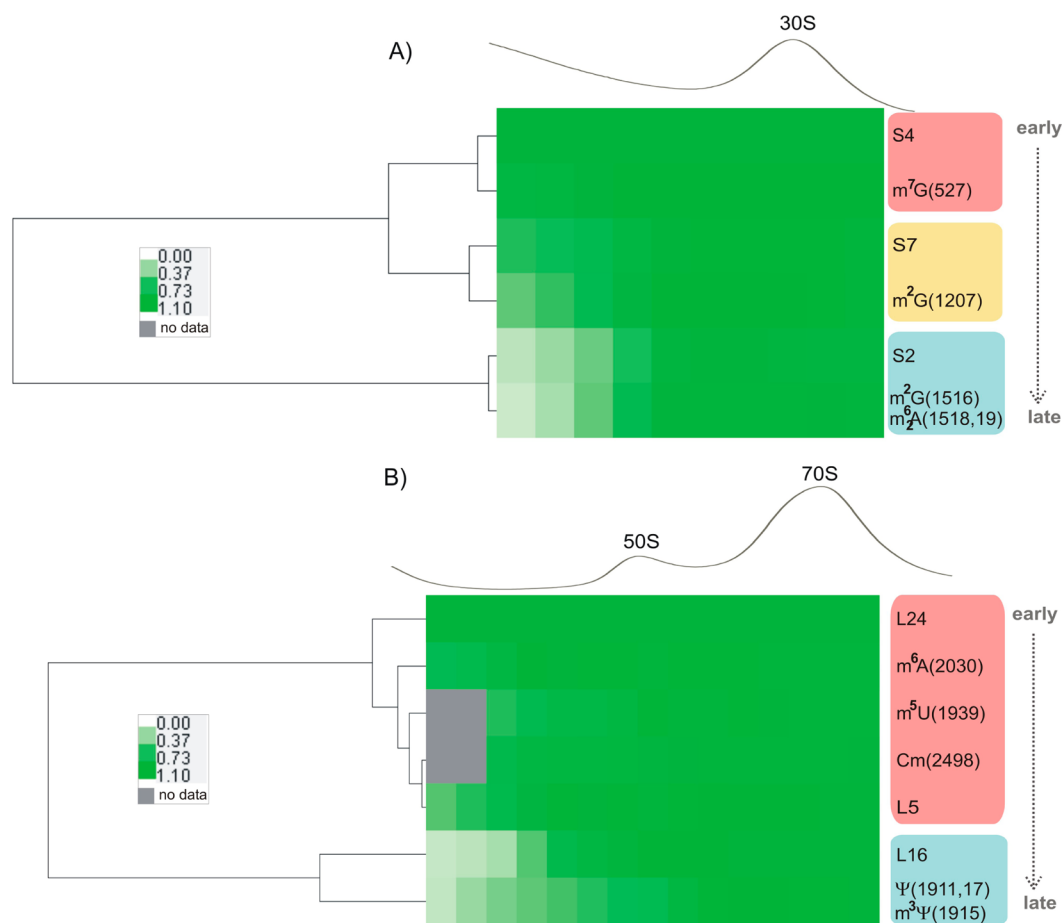 A)
30S
0.00
0.37
0.73
1.10
no data
S4
m⁷G(527)
S7
m²G(1207)
S2
m²G(1516)
m⁶₂A(1518,19)
early
late
B)
50S
70S
0.00
0.37
0.73
1.10
no data
L24
m⁶A(2030)
m⁵U(1939)
Cm(2498)
L5
L16
Ψ(1911,17)
m³Ψ(1915)
early
late